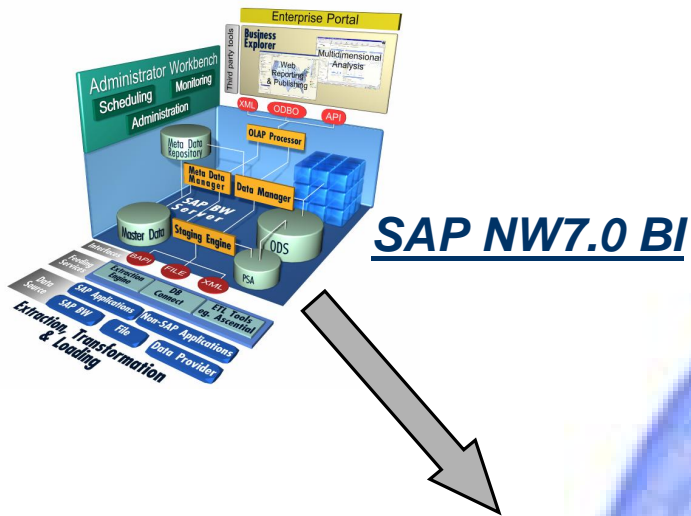 Enterprise Portal
Third party tools
Business
Explorer
Web
Reporting
& Publishing
Multidimensional
Analysis
Administrator Workbench
Scheduling
Monitoring
Administration
XML
ODBO
API
OLAP Processor
Meta Data
Repository
Meta Data
Manager
Data Manager
SAP BW
Server
Master Data
Staging Engine
ODS
PSA
SAP NW7.0 BI
Interfaces
BAPI
FILE
XML
Feeding
Services
Extraction
Engine
DB
Connect
ETL Tools
eg. Ascential
Data
Source
SAP Applications
Non-SAP Applications
SAP BW
File
Data Provider
Extraction, Transformation
& Loading